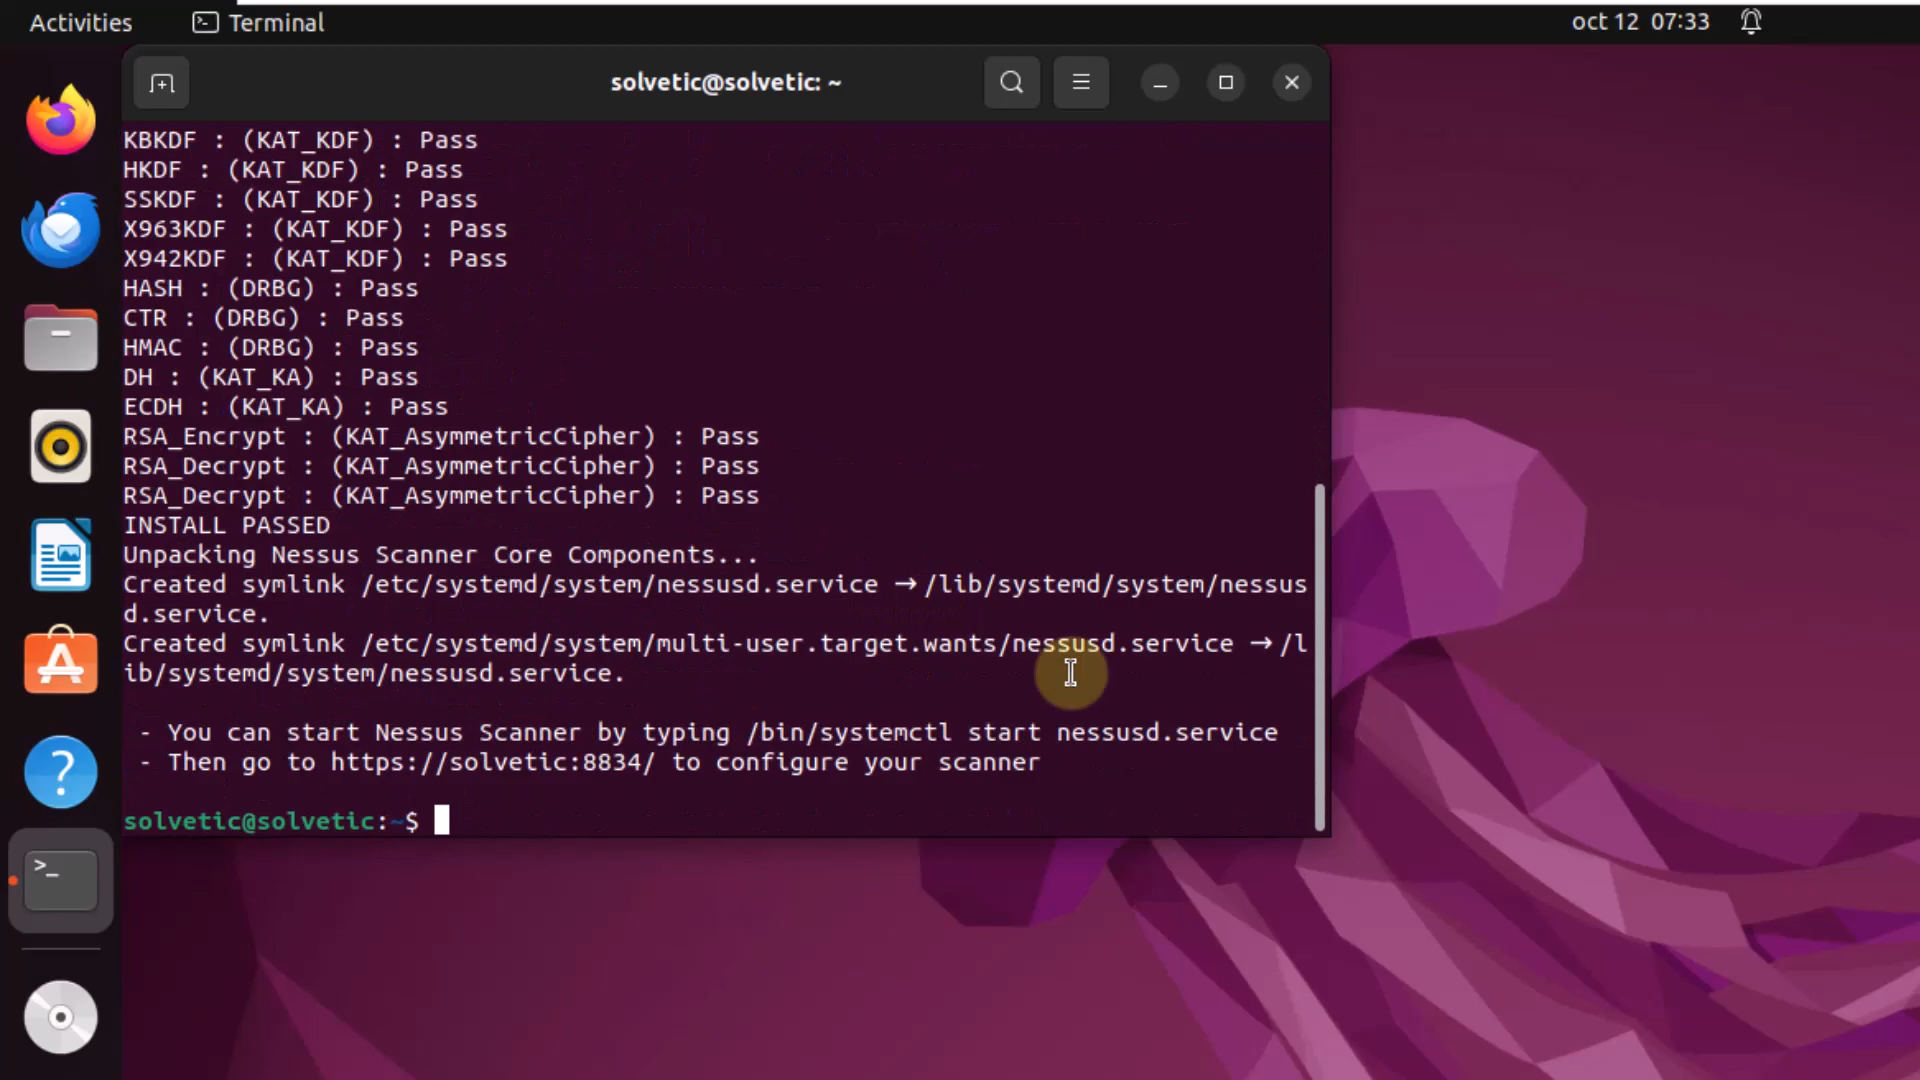 Activities
Terminal
oct 12 07:33
solvetic@solvetic: ~
KBKDF : (KAT_KDF) : Pass
HKDF : (KAT_KDF) : Pass
SSKDF : (KAT_KDF) : Pass
X963KDF : (KAT_KDF) : Pass
X942KDF : (KAT_KDF) : Pass
HASH : (DRBG) : Pass
CTR : (DRBG) : Pass
HMAC : (DRBG) : Pass
DH : (KAT_KA) : Pass
ECDH : (KAT_KA) : Pass
RSA_Encrypt : (KAT_AsymmetricCipher) : Pass
RSA_Decrypt : (KAT_AsymmetricCipher) : Pass
RSA_Decrypt : (KAT_AsymmetricCipher) : Pass
INSTALL PASSED
Unpacking Nessus Scanner Core Components...
Created symlink /etc/systemd/system/nessusd.service → /lib/systemd/system/nessus
d.service.
Created symlink /etc/systemd/system/multi-user.target.wants/nessusd.service → /l
ib/systemd/system/nessusd.service.
- You can start Nessus Scanner by typing /bin/systemctl start nessusd.service
- Then go to https://solvetic:8834/ to configure your scanner
solvetic@solvetic:~$